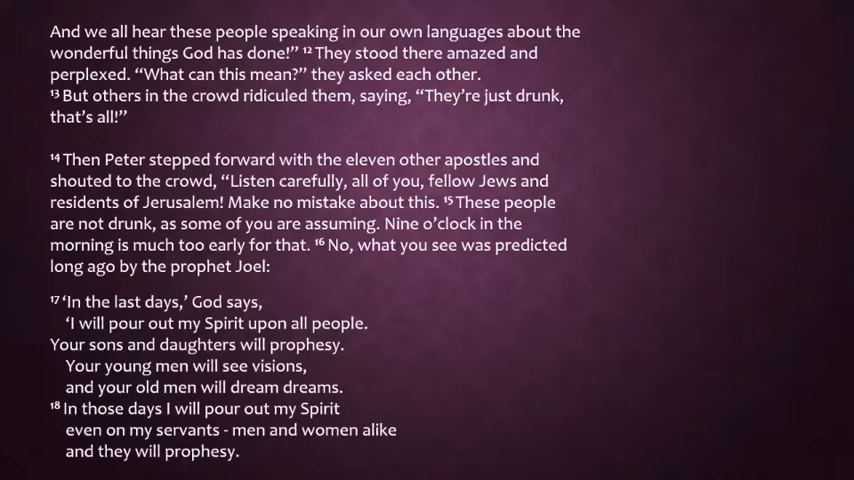 And we all hear these people speaking in our own languages about the
wonderful things God has done!” ¹² They stood there amazed and
perplexed. “What can this mean?” they asked each other.
¹³ But others in the crowd ridiculed them, saying, “They’re just drunk,
that’s all!”
¹⁴ Then Peter stepped forward with the eleven other apostles and
shouted to the crowd, “Listen carefully, all of you, fellow Jews and
residents of Jerusalem! Make no mistake about this. ¹⁵ These people
are not drunk, as some of you are assuming. Nine o’clock in the
morning is much too early for that. ¹⁶ No, what you see was predicted
long ago by the prophet Joel:
¹⁷ ‘In the last days,’ God says,
‘I will pour out my Spirit upon all people.
Your sons and daughters will prophesy.
Your young men will see visions,
and your old men will dream dreams.
¹⁸ In those days I will pour out my Spirit
even on my servants - men and women alike
and they will prophesy.